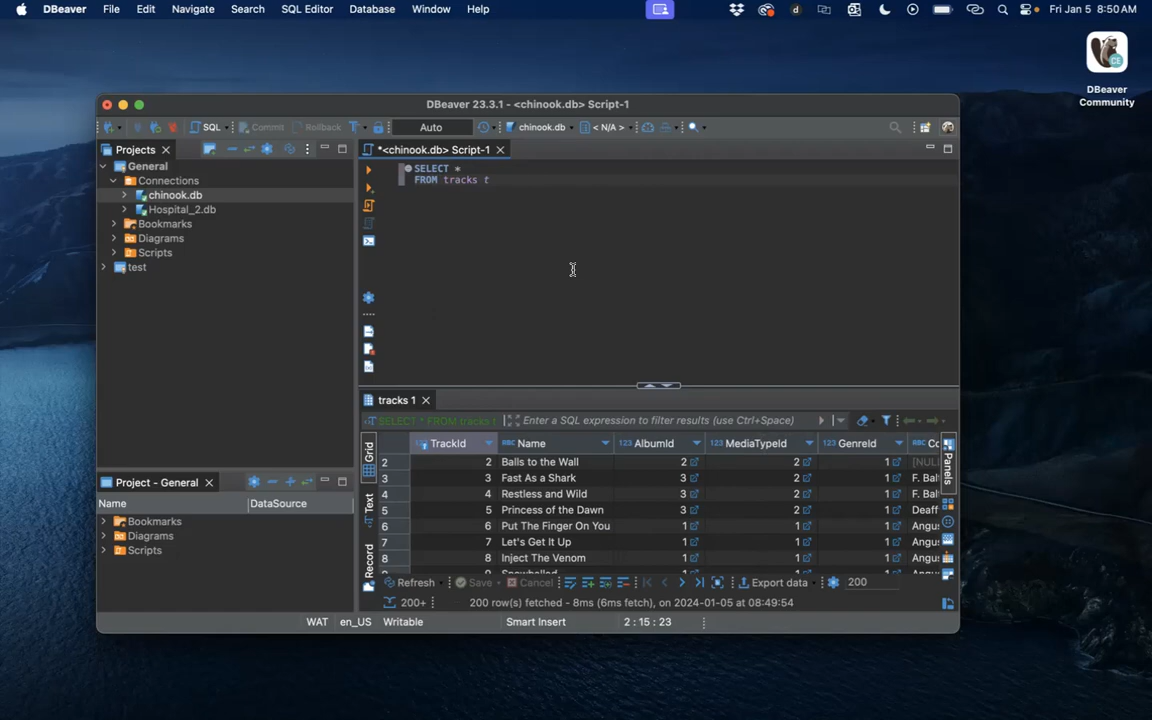 DBeaver File Edit Navigate Search SQL Editor Database Window Help Fri Jan 5 8:50 AM
DBeaver
Community
DBeaver 23.3.1 - <chinook.db> Script-1
SQL Commit Rollback T Auto chinook.db < N/A >
Projects
*<chinook.db> Script-1
General
Connections
chinook.db
Hospital_2.db
Bookmarks
Diagrams
Scripts
test
SELECT *
FROM tracks t
tracks 1
SELECT * FROM tracks t Enter a SQL expression to filter results (use Ctrl+Space)
Grid
Text
Record
Panels
TrackId Name AlbumId MediaTypeId GenreId Co
2 2 Balls to the Wall 2 2 1 [NUL
3 3 Fast As a Shark 3 2 1 F. Bal
4 4 Restless and Wild 3 2 1 F. Bal
5 5 Princess of the Dawn 3 2 1 Deaff
6 6 Put The Finger On You 1 1 1 Angus
7 7 Let's Get It Up 1 1 1 Angus
8 8 Inject The Venom 1 1 1 Angus
Refresh Save Cancel Export data 200
200+ 200 row(s) fetched - 8ms (6ms fetch), on 2024-01-05 at 08:49:54
Project - General
Name DataSource
Bookmarks
Diagrams
Scripts
WAT en_US Writable Smart Insert 2 : 15 : 23